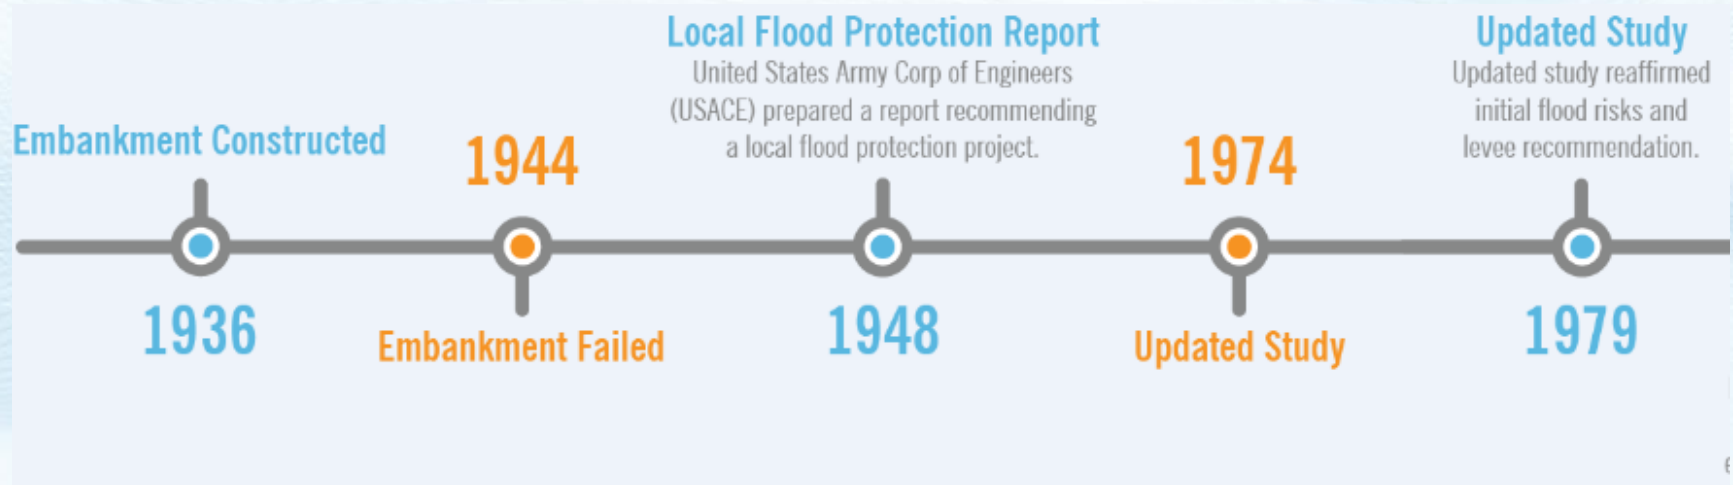 Embankment Constructed
1936
1944
Embankment Failed
Local Flood Protection Report
United States Army Corp of Engineers
(USACE) prepared a report recommending
a local flood protection project.
1948
1974
Updated Study
Updated Study
Updated study reaffirmed
initial flood risks and
levee recommendation.
1979